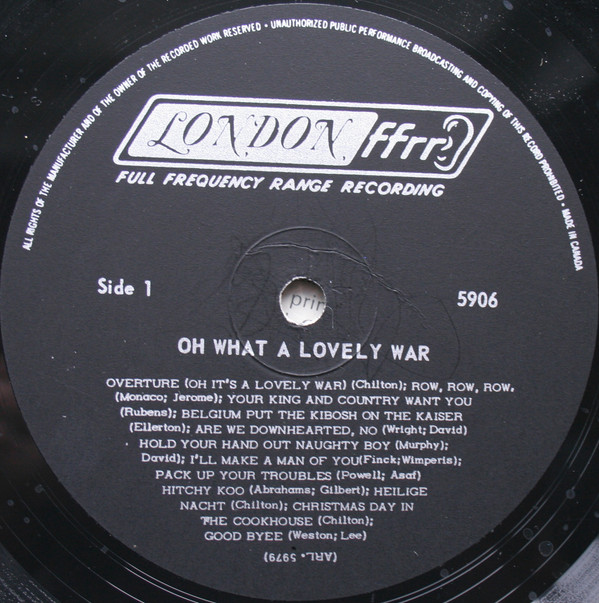 ALL RIGHTS OF THE MANUFACTURER AND OF THE OWNER OF THE RECORDED WORK RESERVED • UNAUTHORIZED PUBLIC PERFORMANCE BROADCASTING AND COPYING OF THIS RECORD PROHIBITED • MADE IN CANADA
LONDON ffrr
FULL FREQUENCY RANGE RECORDING
Side 1
5906
prin
OH WHAT A LOVELY WAR
OVERTURE (OH IT'S A LOVELY WAR) (Chilton); ROW, ROW, ROW.
(Monaco; Jerome); YOUR KING AND COUNTRY WANT YOU
(Rubens); BELGIUM PUT THE KIBOSH ON THE KAISER
(Ellerton); ARE WE DOWNHEARTED, NO (Wright; David)
HOLD YOUR HAND OUT NAUGHTY BOY (Murphy;
David); I'LL MAKE A MAN OF YOU(Finck;Wimperis);
PACK UP YOUR TROUBLES (Powell; Asaf)
HITCHY KOO (Abrahams; Gilbert); HEILIGE
NACHT (Chilton); CHRISTMAS DAY IN
THE COOKHOUSE (Chilton);
GOOD BYEE (Weston; Lee)
(ARL • 5979)